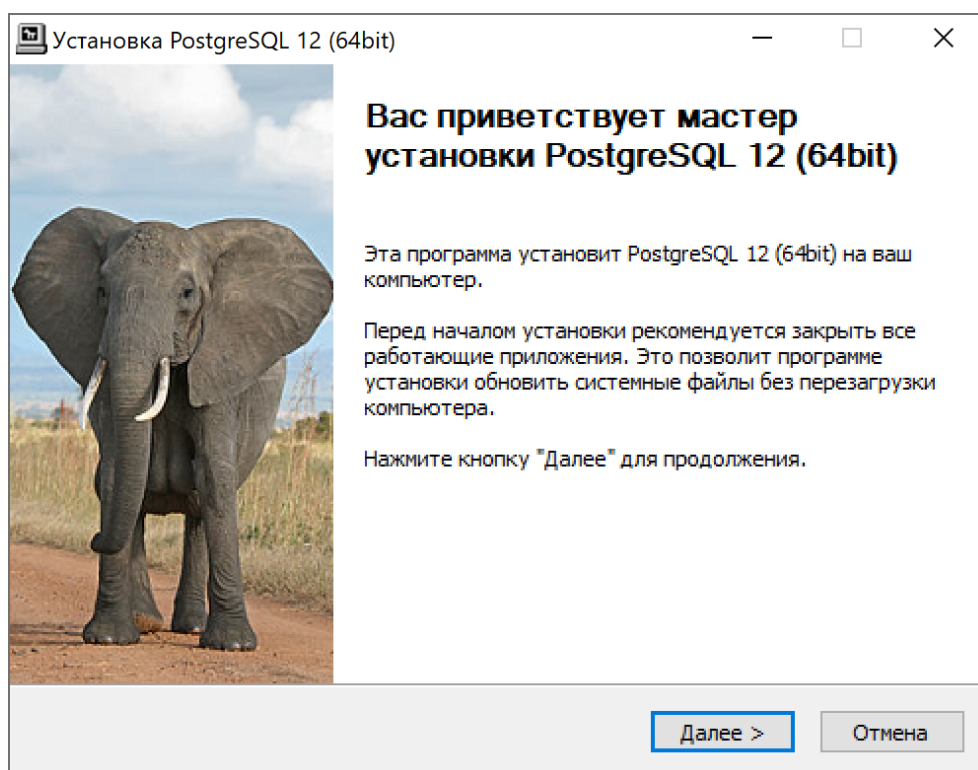 Установка PostgreSQL 12 (64bit)
Вас приветствует мастер
установки PostgreSQL 12 (64bit)
Эта программа установит PostgreSQL 12 (64bit) на ваш
компьютер.
Перед началом установки рекомендуется закрыть все
работающие приложения. Это позволит программе
установки обновить системные файлы без перезагрузки
компьютера.
Нажмите кнопку "Далее" для продолжения.
Далее >
Отмена